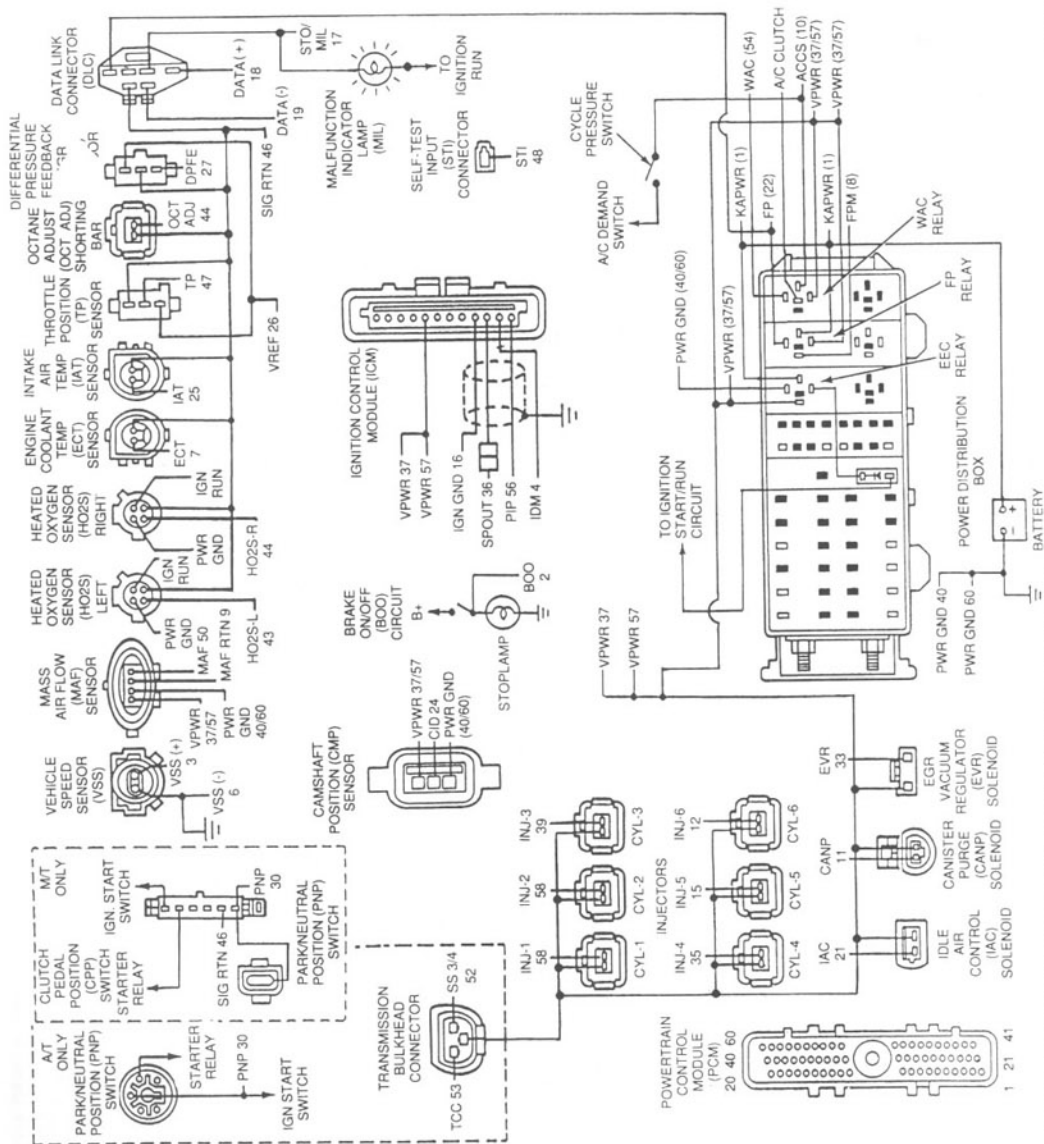 DATA LINK
CONNECTOR
(DLC)
DATA (+)
18
STO/
MIL
17
DATA(-)
19
SIG RTN 46
TO
IGNITION
RUN
MALFUNCTION
INDICATOR
LAMP
(MIL)
SELF-TEST
INPUT
(STI)
CONNECTOR
STI
48
DIFFERENTIAL
PRESSURE
FEEDBACK
DPFE
27
OCTANE
ADJUST
(OCT ADJ)
SHORTING
BAR
OCT
ADJ
44
THROTTLE
POSITION
(TP)
SENSOR
TP
47
VREF 26
INTAKE
AIR
TEMP
(IAT)
SENSOR
IAT
25
ENGINE
COOLANT
TEMP
(ECT)
SENSOR
ECT
7
HEATED
OXYGEN
SENSOR
(HO2S)
RIGHT
IGN
RUN
PWR
GND
HO2S-R
44
HEATED
OXYGEN
SENSOR
(HO2S)
LEFT
IGN
RUN
PWR
GND
HO2S-L
43
MASS
AIR FLOW
(MAF)
SENSOR
MAF 50
MAF RTN 9
VPWR
37/57
PWR
GND
40/60
VEHICLE
SPEED
SENSOR
(VSS)
VSS (+)
3
VSS (-)
6
M/T
ONLY
CLUTCH
PEDAL
POSITION
(CPP)
SWITCH
STARTER
RELAY
IGN. START
SWITCH
PNP
30
SIG RTN 46
PARK/NEUTRAL
POSITION (PNP)
SWITCH
A/T
ONLY
PARK/NEUTRAL
POSITION (PNP)
SWITCH
STARTER
RELAY
PNP 30
IGN START
SWITCH
TRANSMISSION
BULKHEAD
CONNECTOR
SS 3/4
52
TCC 53
IGNITION CONTROL
MODULE (ICM)
VPWR 37
VPWR 57
IGN GND 16
SPOUT 36
PIP 56
IDM 4
BRAKE
ON/OFF
(BOO)
CIRCUIT
B+
BOO
2
STOPLAMP
CAMSHAFT
POSITION (CMP)
SENSOR
VPWR 37/57
CID 24
PWR GND
(40/60)
CYCLE
PRESSURE
SWITCH
A/C DEMAND
SWITCH
WAC (54)
A/C CLUTCH
ACCS (10)
VPWR (37/57)
VPWR (37/57)
KAPWR (1)
FP (22)
KAPWR (1)
FPM (8)
PWR GND (40/60)
VPWR (37/57)
WAC
RELAY
FP
RELAY
EEC
RELAY
TO IGNITION
START/RUN
CIRCUIT
POWER DISTRIBUTION
BOX
+
-
BATTERY
PWR GND 40
PWR GND 60
VPWR 37
VPWR 57
INJ-1
58
CYL-1
INJ-2
58
CYL-2
INJ-3
39
CYL-3
INJECTORS
INJ-4
35
CYL-4
INJ-5
15
CYL-5
INJ-6
12
CYL-6
IAC
21
IDLE
AIR
CONTROL
(IAC)
SOLENOID
CANP
11
CANISTER
PURGE
(CANP)
SOLENOID
EVR
33
EGR
VACUUM
REGULATOR
(EVR)
SOLENOID
POWERTRAIN
CONTROL
MODULE
(PCM)
20 40 60
1 21 41